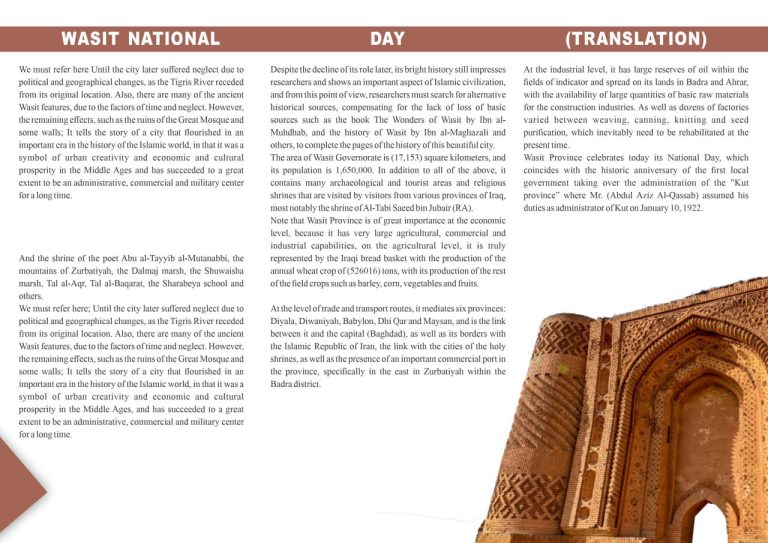 WASIT NATIONAL DAY (TRANSLATION)
We must refer here Until the city later suffered neglect due to
political and geographical changes, as the Tigris River receded
from its original location. Also, there are many of the ancient
Wasit features, due to the factors of time and neglect. However,
the remaining effects, such as the ruins of the Great Mosque and
some walls; It tells the story of a city that flourished in an
important era in the history of the Islamic world, in that it was a
symbol of urban creativity and economic and cultural
prosperity in the Middle Ages and has succeeded to a great
extent to be an administrative, commercial and military center
for a long time.
And the shrine of the poet Abu al-Tayyib al-Mutanabbi, the
mountains of Zurbatiyah, the Dalmaj marsh, the Shuwaisha
marsh, Tal al-Aqr, Tal al-Baqarat, the Sharabeya school and
others.
We must refer here; Until the city later suffered neglect due to
political and geographical changes, as the Tigris River receded
from its original location. Also, there are many of the ancient
Wasit features, due to the factors of time and neglect. However,
the remaining effects, such as the ruins of the Great Mosque and
some walls; It tells the story of a city that flourished in an
important era in the history of the Islamic world, in that it was a
symbol of urban creativity and economic and cultural
prosperity in the Middle Ages, and has succeeded to a great
extent to be an administrative, commercial and military center
for a long time.
Despite the decline of its role later, its bright history still impresses
researchers and shows an important aspect of Islamic civilization,
and from this point of view, researchers must search for alternative
historical sources, compensating for the lack of loss of basic
sources such as the book The Wonders of Wasit by Ibn al-
Muhdhab, and the history of Wasit by Ibn al-Maghazali and
others, to complete the pages of the history of this beautiful city.
The area of Wasit Governorate is (17,153) square kilometers, and
its population is 1,650,000. In addition to all of the above, it
contains many archaeological and tourist areas and religious
shrines that are visited by visitors from various provinces of Iraq,
most notably the shrine of Al-Tabi Saeed bin Jubair (RA).
Note that Wasit Province is of great importance at the economic
level, because it has very large agricultural, commercial and
industrial capabilities, on the agricultural level, it is truly
represented by the Iraqi bread basket with the production of the
annual wheat crop of (526016) tons, with its production of the rest
of the field crops such as barley, corn, vegetables and fruits.
At the level of trade and transport routes, it mediates six provinces:
Diyala, Diwaniyah, Babylon, Dhi Qar and Maysan, and is the link
between it and the capital (Baghdad), as well as its borders with
the Islamic Republic of Iran, the link with the cities of the holy
shrines, as well as the presence of an important commercial port in
the province, specifically in the east in Zurbatiyah within the
Badra district.
At the industrial level, it has large reserves of oil within the
fields of indicator and spread on its lands in Badra and Ahrar,
with the availability of large quantities of basic raw materials
for the construction industries. As well as dozens of factories
varied between weaving, canning, knitting and seed
purification, which inevitably need to be rehabilitated at the
present time.
Wasit Province celebrates today its National Day, which
coincides with the historic anniversary of the first local
government taking over the administration of the "Kut
province" where Mr. (Abdul Aziz Al-Qassab) assumed his
duties as administrator of Kut on January 10, 1922.